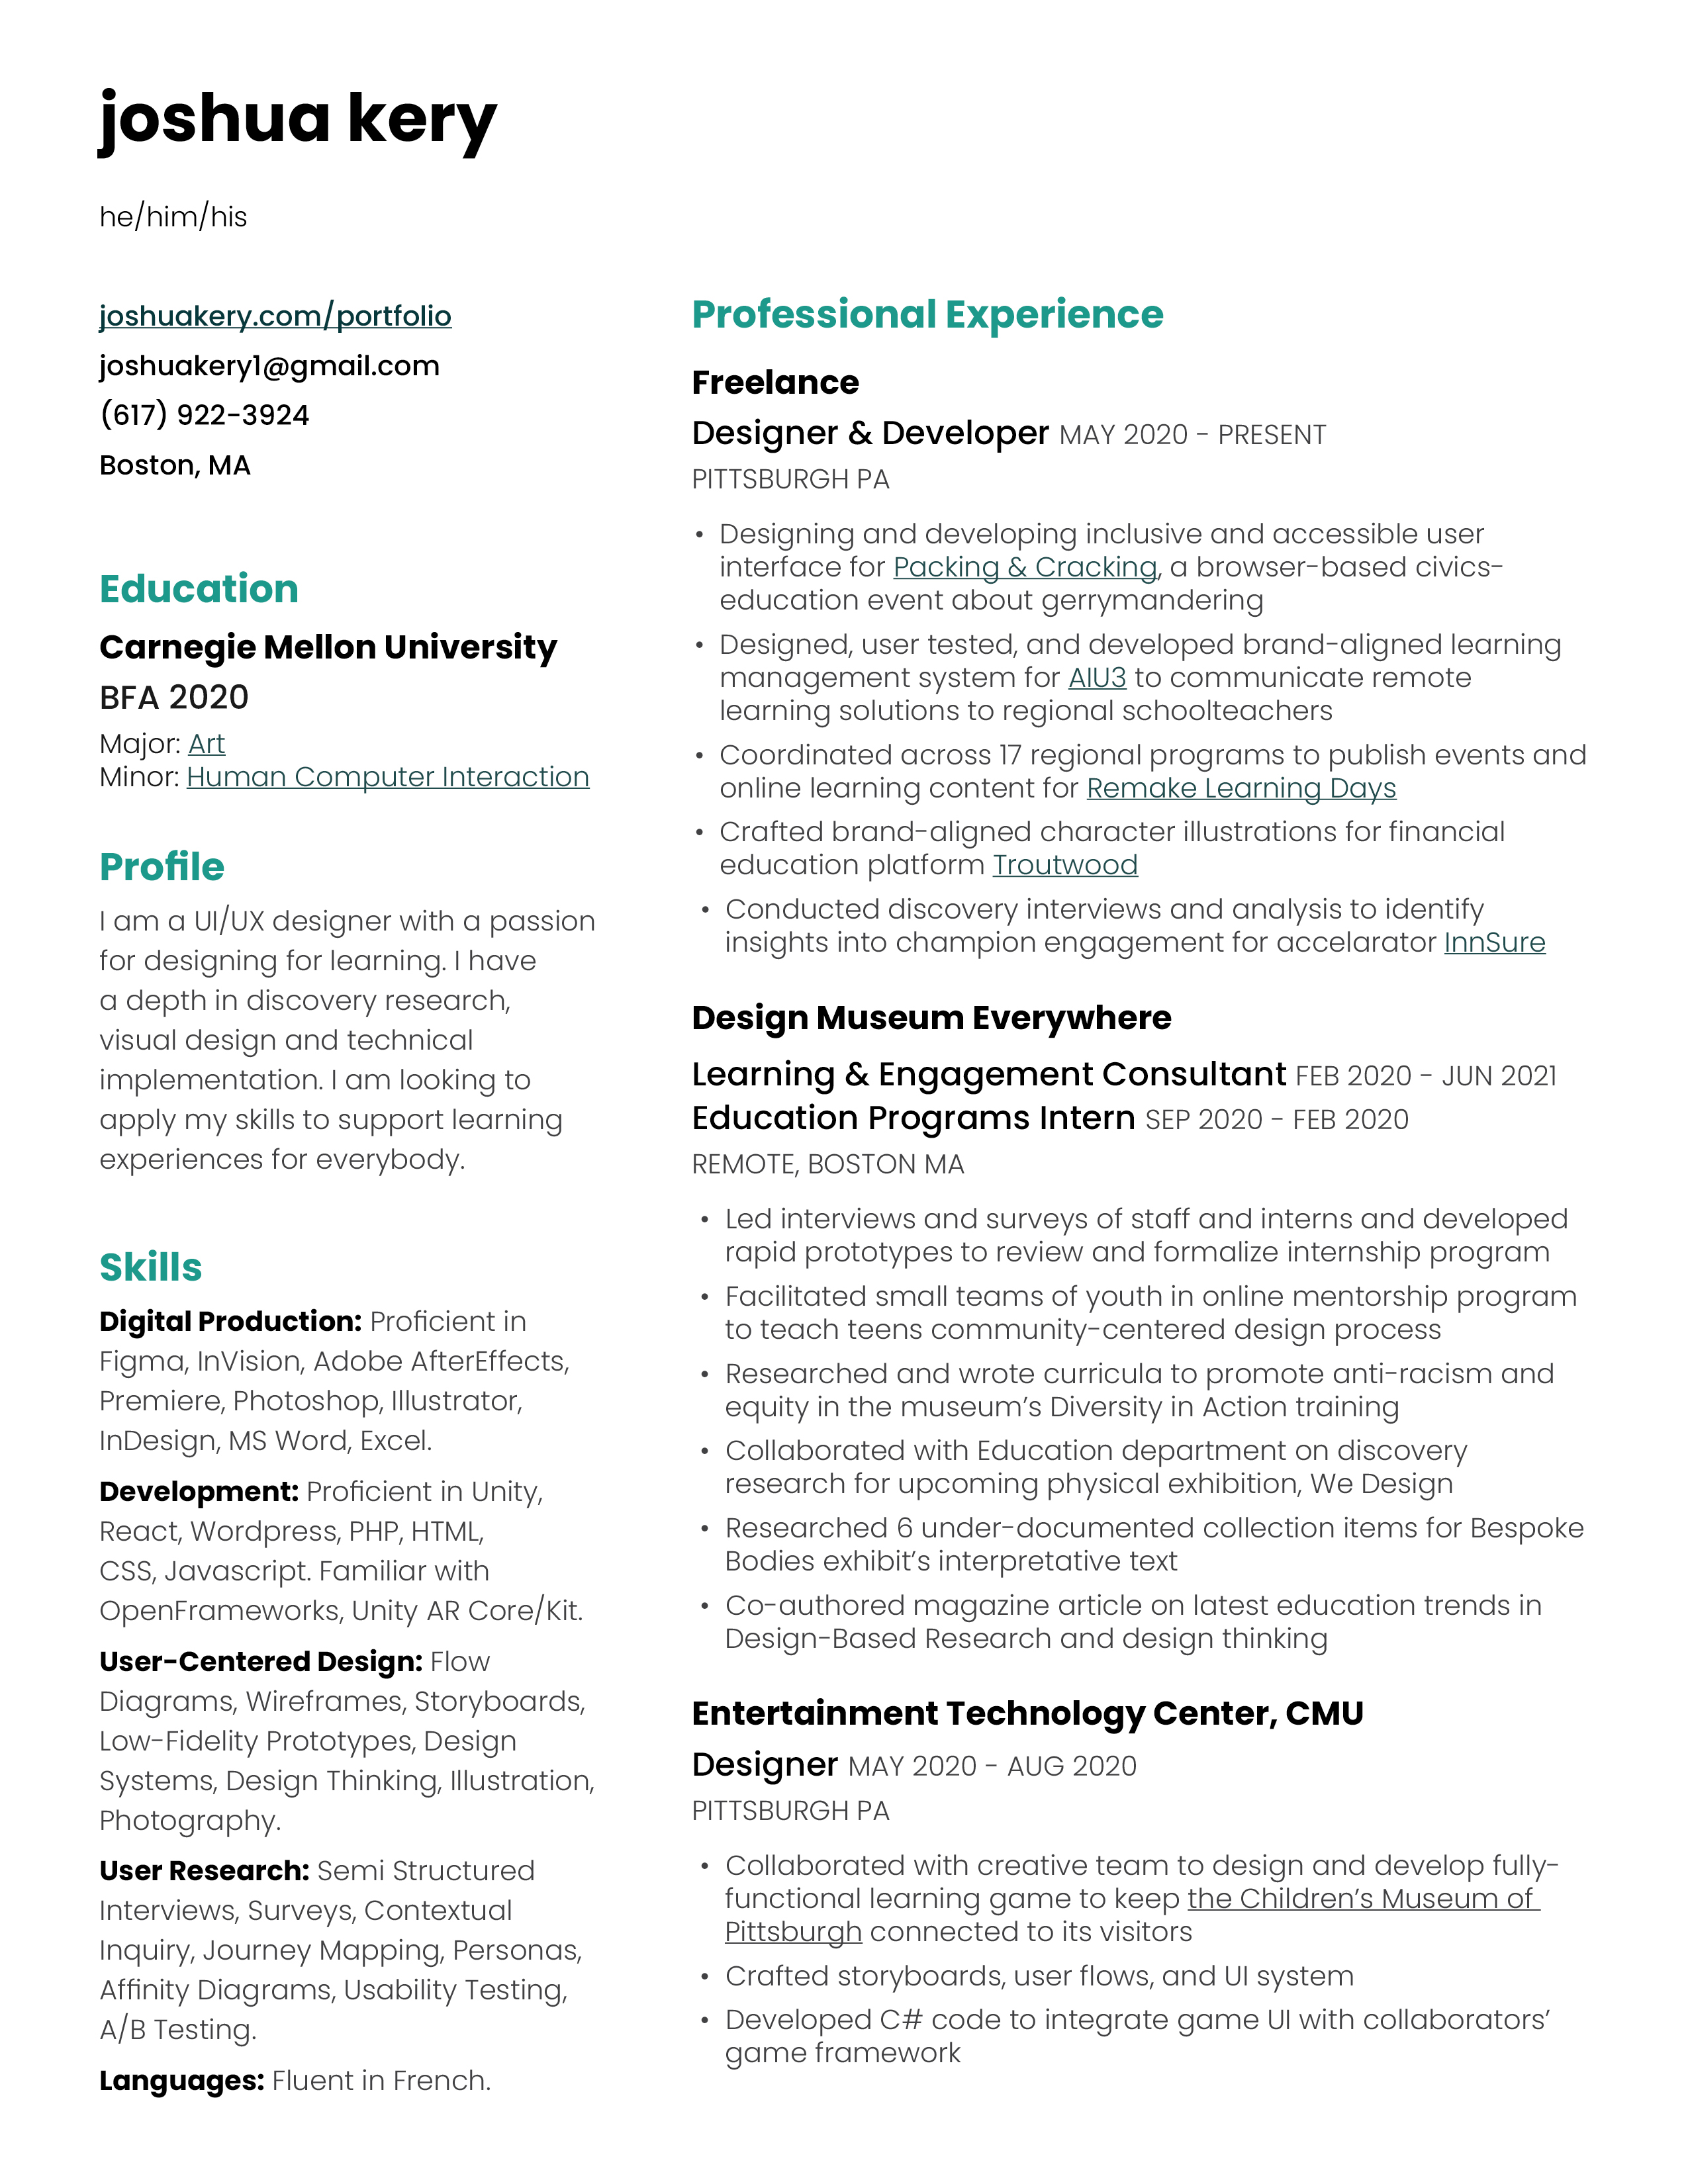 joshua kery
he/him/his
joshuakery.com/portfolio
joshuakery1@gmail.com
(617) 922-3924
Boston, MA
Education
Carnegie Mellon University
BFA 2020
Major: Art
Minor: Human Computer Interaction
Profile
I am a UI/UX designer with a passion
for designing for learning. I have
a depth in discovery research,
visual design and technical
implementation. I am looking to
apply my skills to support learning
experiences for everybody.
Skills
Digital Production: Proficient in
Figma, InVision, Adobe AfterEffects,
Premiere, Photoshop, Illustrator,
InDesign, MS Word, Excel.
Development: Proficient in Unity,
React, Wordpress, PHP, HTML,
CSS, Javascript. Familiar with
OpenFrameworks, Unity AR Core/Kit.
User-Centered Design: Flow
Diagrams, Wireframes, Storyboards,
Low-Fidelity Prototypes, Design
Systems, Design Thinking, Illustration,
Photography.
User Research: Semi Structured
Interviews, Surveys, Contextual
Inquiry, Journey Mapping, Personas,
Affinity Diagrams, Usability Testing,
A/B Testing.
Languages: Fluent in French.
Professional Experience
Freelance
Designer & Developer MAY 2020 - PRESENT
PITTSBURGH PA
• Designing and developing inclusive and accessible user
interface for Packing & Cracking, a browser-based civics-
education event about gerrymandering
• Designed, user tested, and developed brand-aligned learning
management system for AIU3 to communicate remote
learning solutions to regional schoolteachers
• Coordinated across 17 regional programs to publish events and
online learning content for Remake Learning Days
• Crafted brand-aligned character illustrations for financial
education platform Troutwood
• Conducted discovery interviews and analysis to identify
insights into champion engagement for accelarator InnSure
Design Museum Everywhere
Learning & Engagement Consultant FEB 2020 - JUN 2021
Education Programs Intern SEP 2020 - FEB 2020
REMOTE, BOSTON MA
• Led interviews and surveys of staff and interns and developed
rapid prototypes to review and formalize internship program
• Facilitated small teams of youth in online mentorship program
to teach teens community-centered design process
• Researched and wrote curricula to promote anti-racism and
equity in the museum’s Diversity in Action training
• Collaborated with Education department on discovery
research for upcoming physical exhibition, We Design
• Researched 6 under-documented collection items for Bespoke
Bodies exhibit’s interpretative text
• Co-authored magazine article on latest education trends in
Design-Based Research and design thinking
Entertainment Technology Center, CMU
Designer MAY 2020 - AUG 2020
PITTSBURGH PA
• Collaborated with creative team to design and develop fully-
functional learning game to keep the Children’s Museum of
Pittsburgh connected to its visitors
• Crafted storyboards, user flows, and UI system
• Developed C# code to integrate game UI with collaborators’
game framework